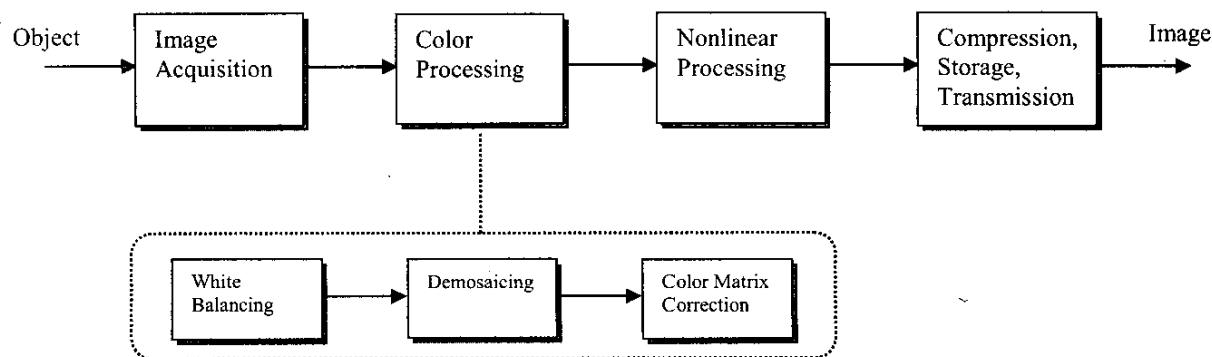 Object
Image
Acquisition
Color
Processing
Nonlinear
Processing
Compression,
Storage,
Transmission
Image
White
Balancing
Demosaicing
Color Matrix
Correction